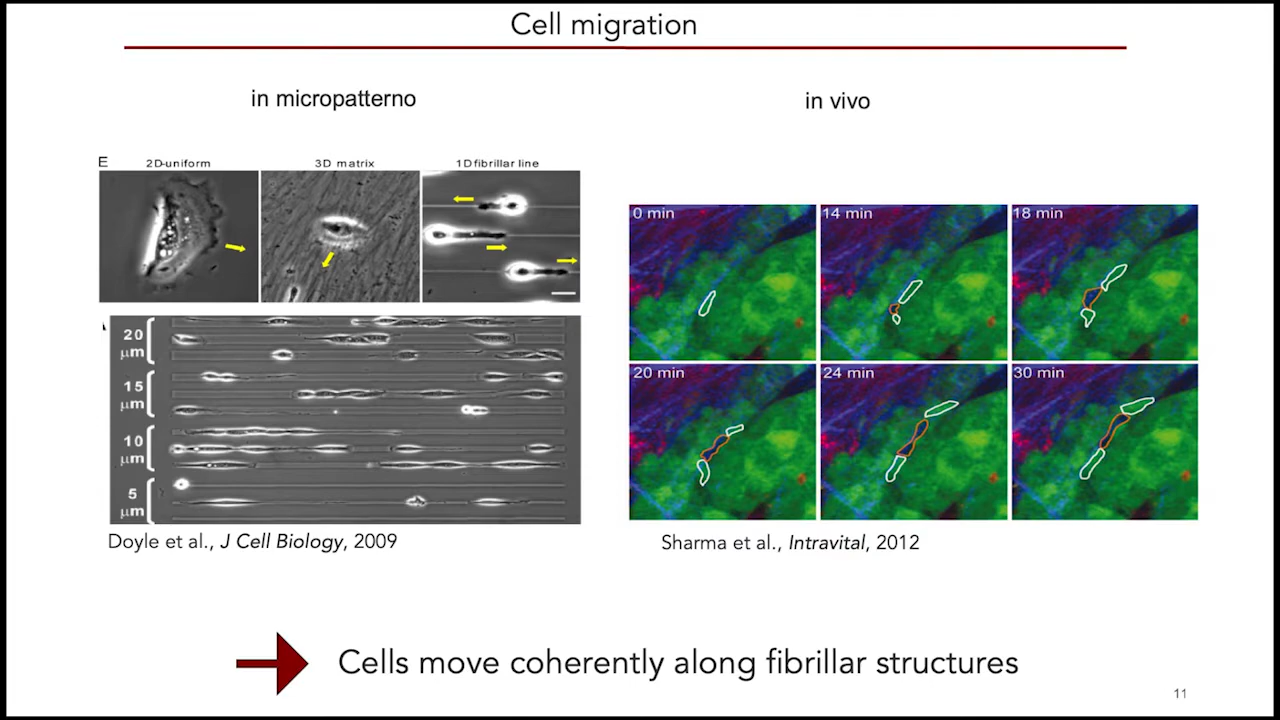 Cell migration
in micropatterno
in vivo
E
2D-uniform
3D matrix
1D fibrillar line
20
μm
15
μm
10
μm
5
μm
Doyle et al., J Cell Biology, 2009
0 min
14 min
18 min
20 min
24 min
30 min
Sharma et al., Intravital, 2012
Cells move coherently along fibrillar structures
11